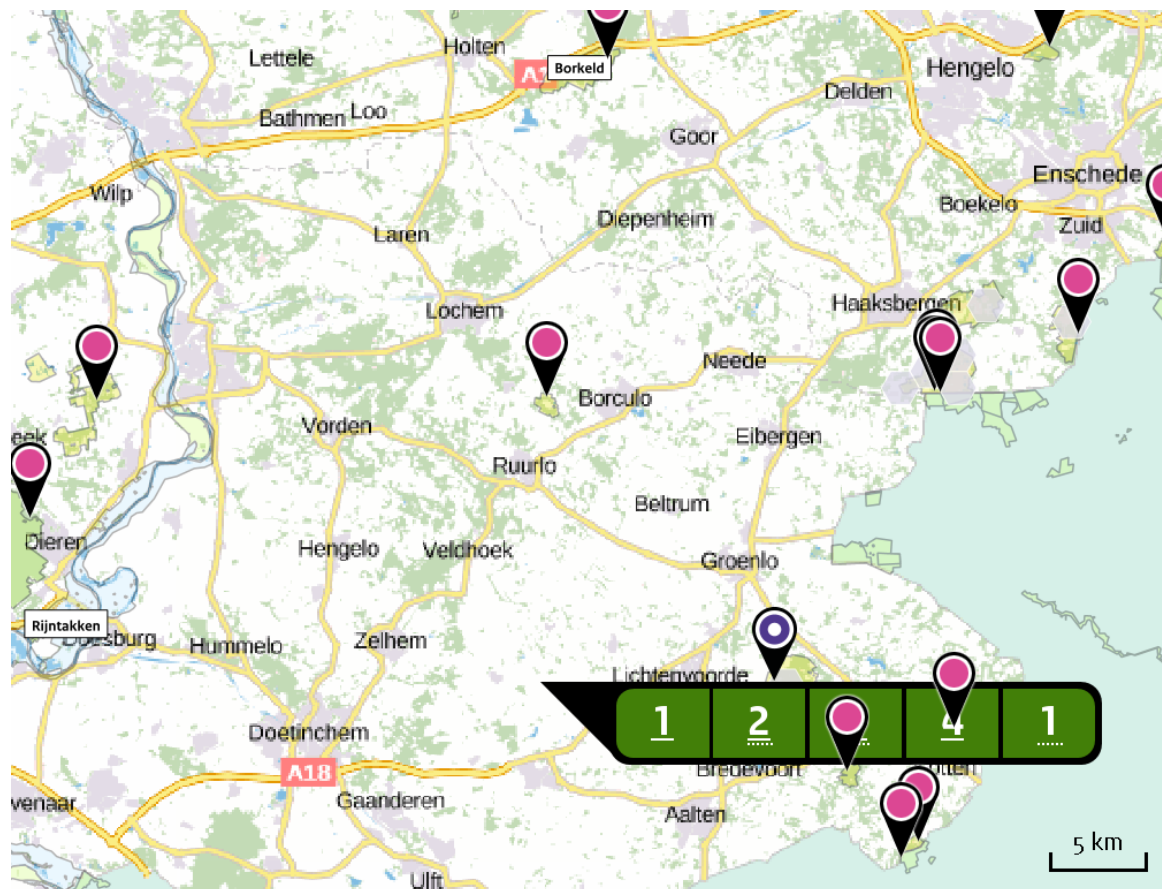 Lettele
Holten
Borkeld
Hengelo
Delden
Bathmen
Loo
Goor
Enschede
Wilp
Boekelo
Diepenheim
Zuid
Laren
Haaksbergen
Lochem
Neede
Borculo
Vorden
Eibergen
Ruurlo
Beltrum
Dieren
Hengelo
Veldhoek
Groenlo
Rijntakken
Hummelo
Zelhem
Lichtenvoorde
1
2
4
1
Doetinchem
A18
Bredevoort
Gaanderen
Aalten
5 km
Ulft